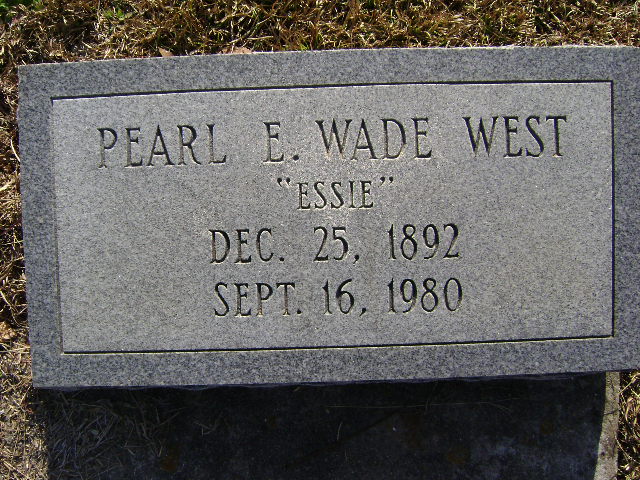 PEARL E. WADE WEST
"ESSIE"
DEC. 25, 1892
SEPT. 16, 1980